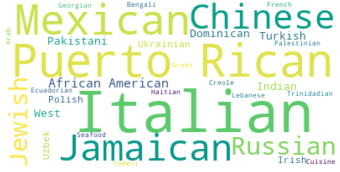 Georgian Bengali French
Mexican Chinese
Arab Pakistani Ukrainian Dominican Turkish
Palestinian
Puerto Rican
Greek
African American Creole Indian
Ecuadorian Haitian Lebanese Trinidadian
Polish
Jewish West Italian
Uzbek Seafood Jamaican Russian
Irish Cuisine
Yemeni